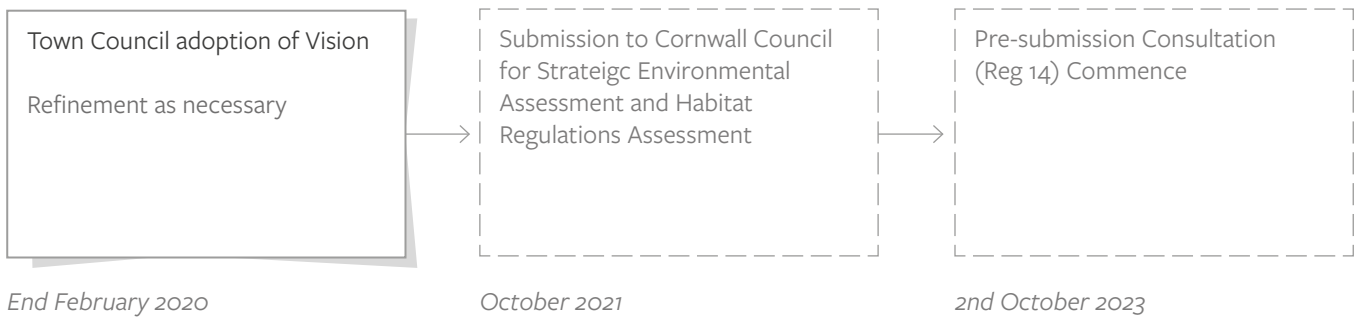 Town Council adoption of Vision
Refinement as necessary
End February 2020
Submission to Cornwall Council
for Strateigc Environmental
Assessment and Habitat
Regulations Assessment
October 2021
Pre-submission Consultation
(Reg 14) Commence
2nd October 2023